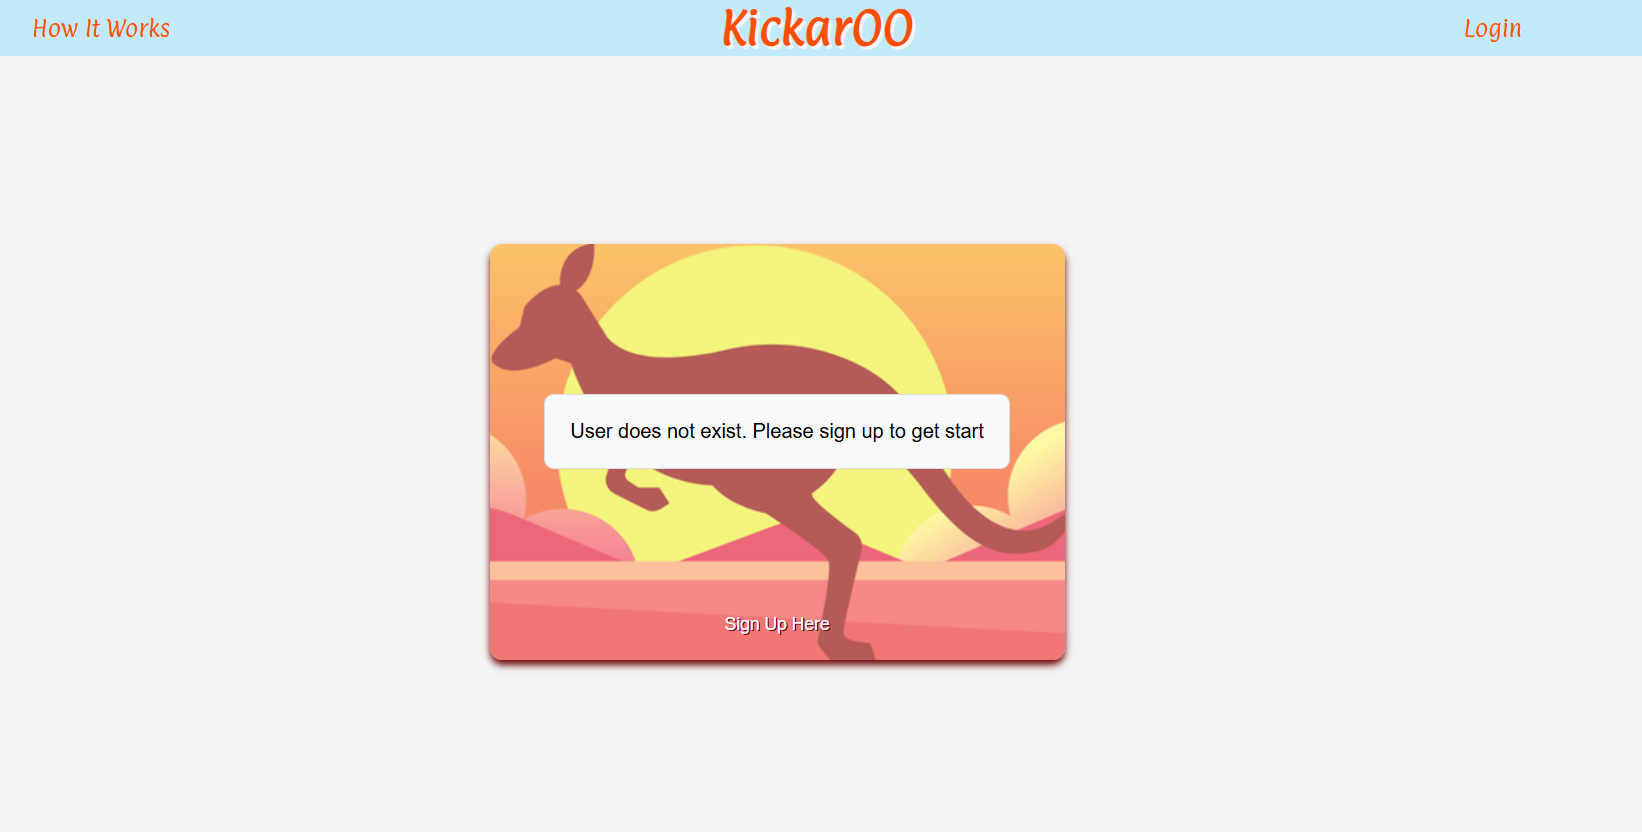 How It Works
KickarOO
Login
User does not exist. Please sign up to get start
Sign Up Here